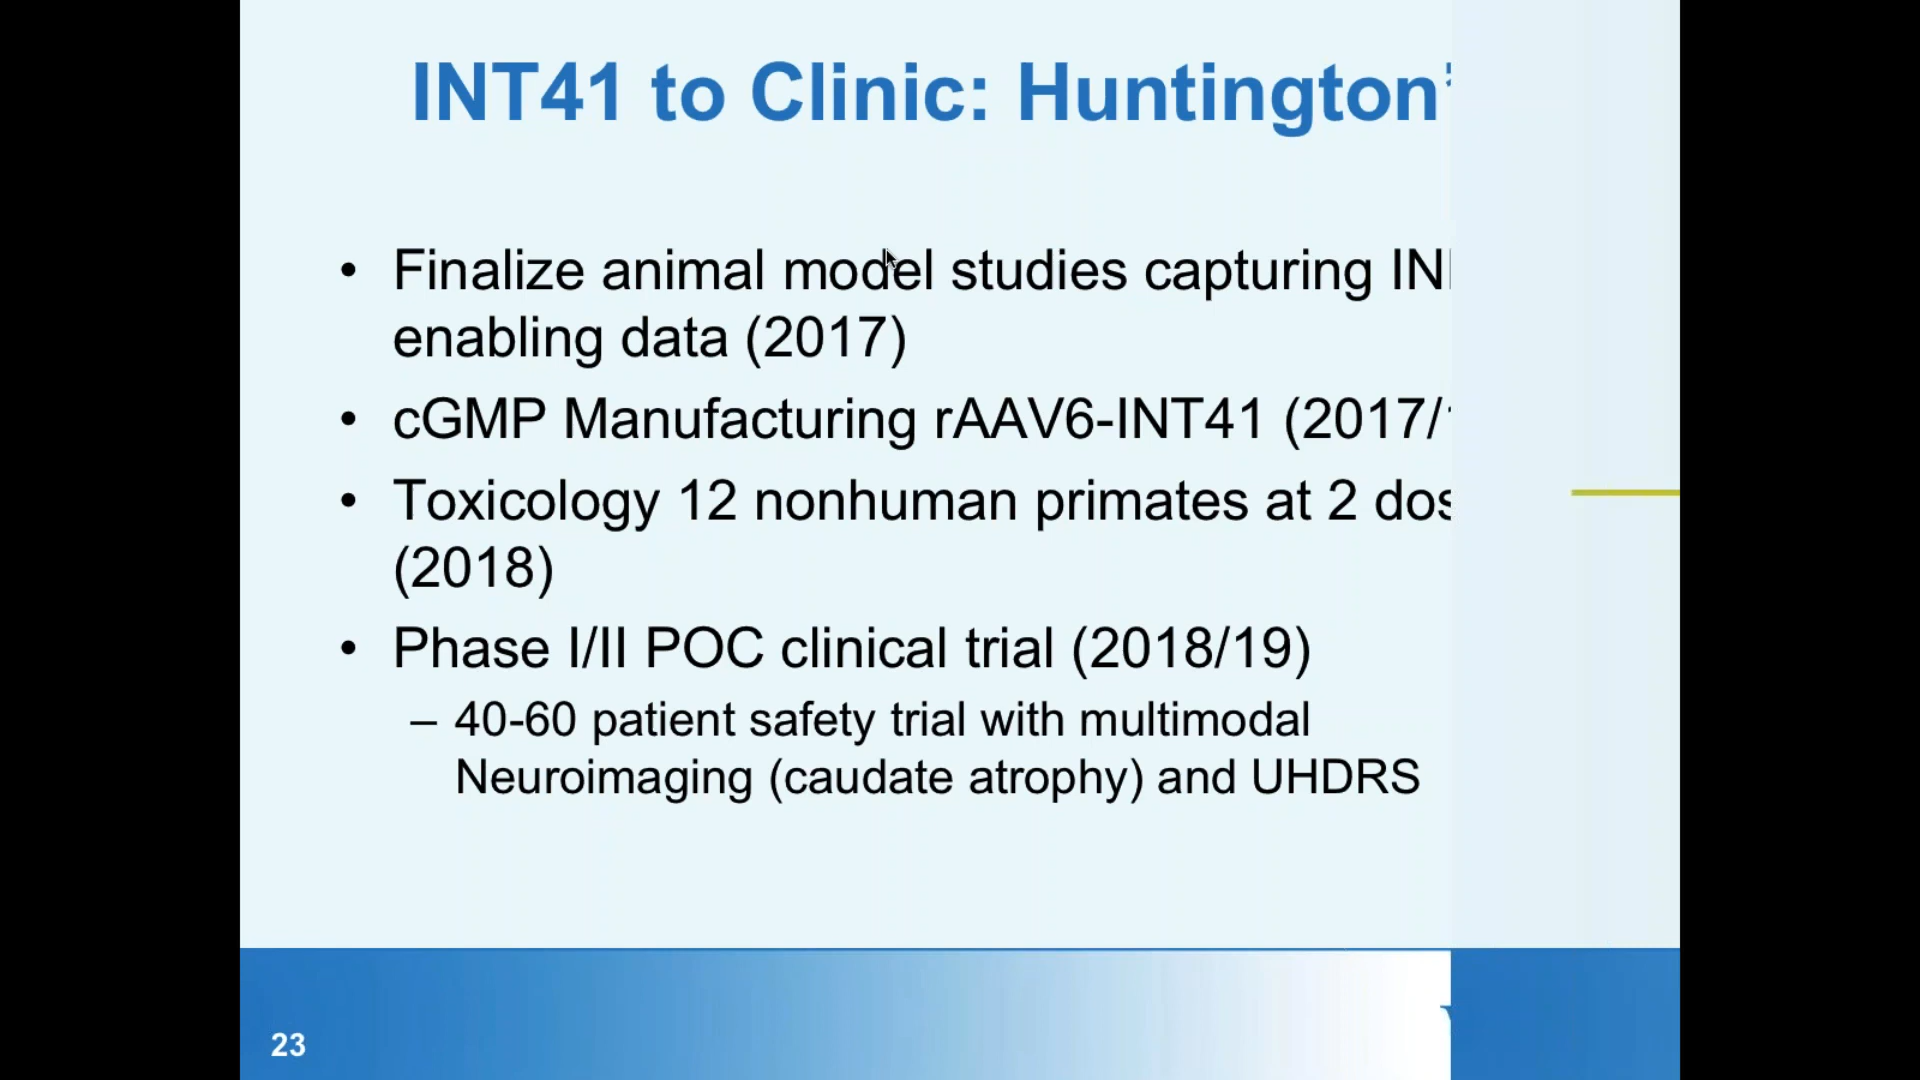 INT41 to Clinic: Huntington’
• Finalize animal model studies capturing
enabling data (2017)
• cGMP Manufacturing rAAV6-INT41 (2017/
• Toxicology 12 nonhuman primates at 2
(2018)
• Phase I/II POC clinical trial (2018/19)
– 40-60 patient safety trial with multimodal
Neuroimaging (caudate atrophy) and UHDRS
23